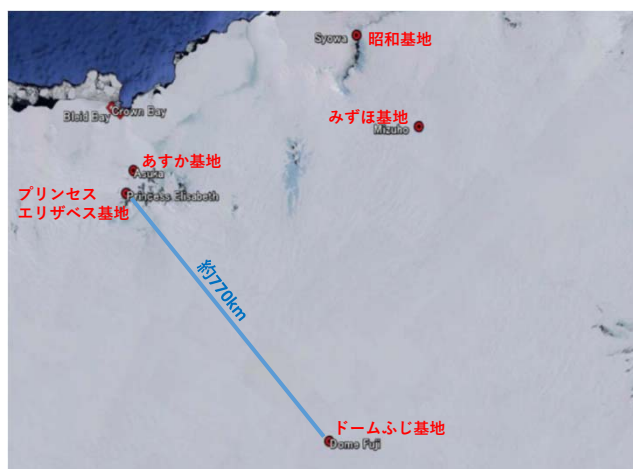 Syowa
昭和基地
みずほ基地
Mizuho
Crown Bay
Bloid Bay
あすか基地
Asuka
プリンセス
エリザベス基地
Princess Elisabeth
約770km
ドームふじ基地
Dome Fuji